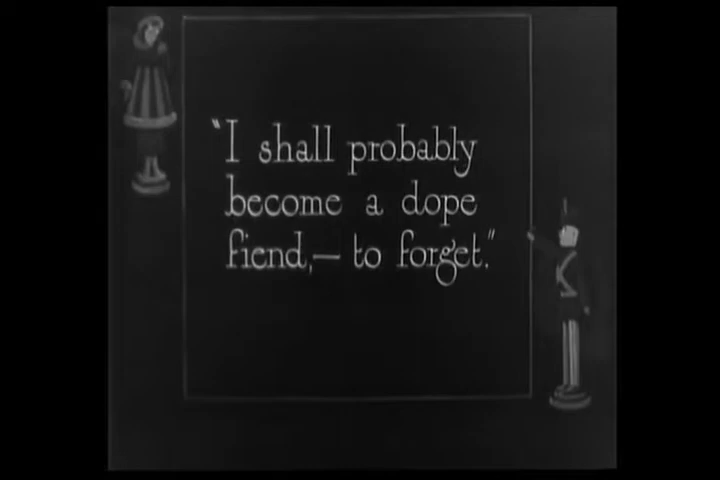 "I shall probably
become a dope
fiend,— to forget."